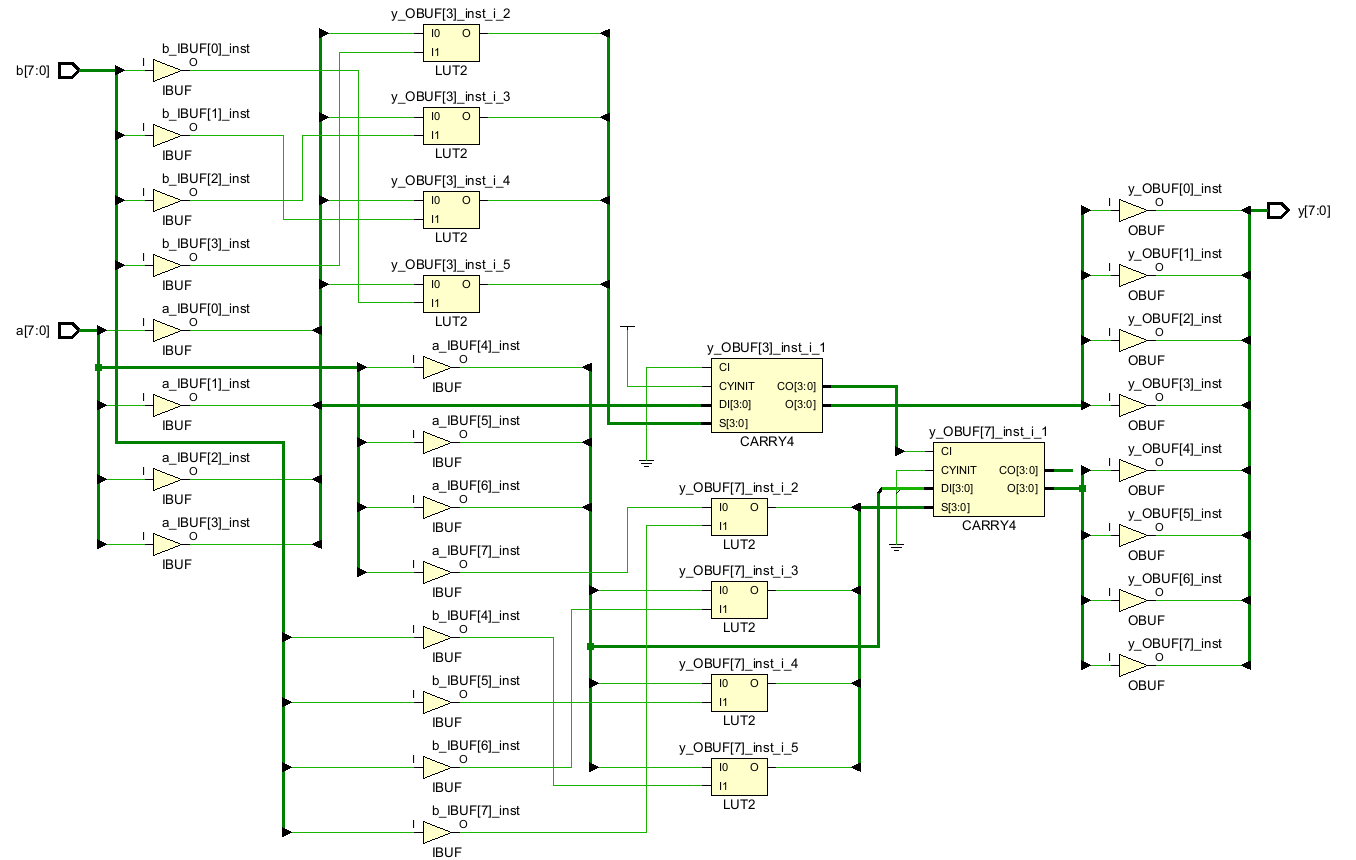 b[7:0]
b_IBUF[0]_inst
I
O
IBUF
b_IBUF[1]_inst
I
O
IBUF
b_IBUF[2]_inst
I
O
IBUF
b_IBUF[3]_inst
I
O
IBUF
a[7:0]
a_IBUF[0]_inst
I
O
IBUF
a_IBUF[1]_inst
I
O
IBUF
a_IBUF[2]_inst
I
O
IBUF
a_IBUF[3]_inst
I
O
IBUF
y_OBUF[3]_inst_i_2
I0 O
I1
LUT2
y_OBUF[3]_inst_i_3
I0 O
I1
LUT2
y_OBUF[3]_inst_i_4
I0 O
I1
LUT2
y_OBUF[3]_inst_i_5
I0 O
I1
LUT2
a_IBUF[4]_inst
I
O
IBUF
a_IBUF[5]_inst
I
O
IBUF
a_IBUF[6]_inst
I
O
IBUF
a_IBUF[7]_inst
I
O
IBUF
b_IBUF[4]_inst
I
O
IBUF
b_IBUF[5]_inst
I
O
IBUF
b_IBUF[6]_inst
I
O
IBUF
b_IBUF[7]_inst
I
O
IBUF
y_OBUF[3]_inst_i_1
CI
CYINIT CO[3:0]
DI[3:0] O[3:0]
S[3:0]
CARRY4
y_OBUF[7]_inst_i_2
I0 O
I1
LUT2
y_OBUF[7]_inst_i_3
I0 O
I1
LUT2
y_OBUF[7]_inst_i_4
I0 O
I1
LUT2
y_OBUF[7]_inst_i_5
I0 O
I1
LUT2
y_OBUF[7]_inst_i_1
CI
CYINIT CO[3:0]
DI[3:0] O[3:0]
S[3:0]
CARRY4
y_OBUF[0]_inst
I
O
OBUF
y_OBUF[1]_inst
I
O
OBUF
y_OBUF[2]_inst
I
O
OBUF
y_OBUF[3]_inst
I
O
OBUF
y_OBUF[4]_inst
I
O
OBUF
y_OBUF[5]_inst
I
O
OBUF
y_OBUF[6]_inst
I
O
OBUF
y_OBUF[7]_inst
I
O
OBUF
y[7:0]